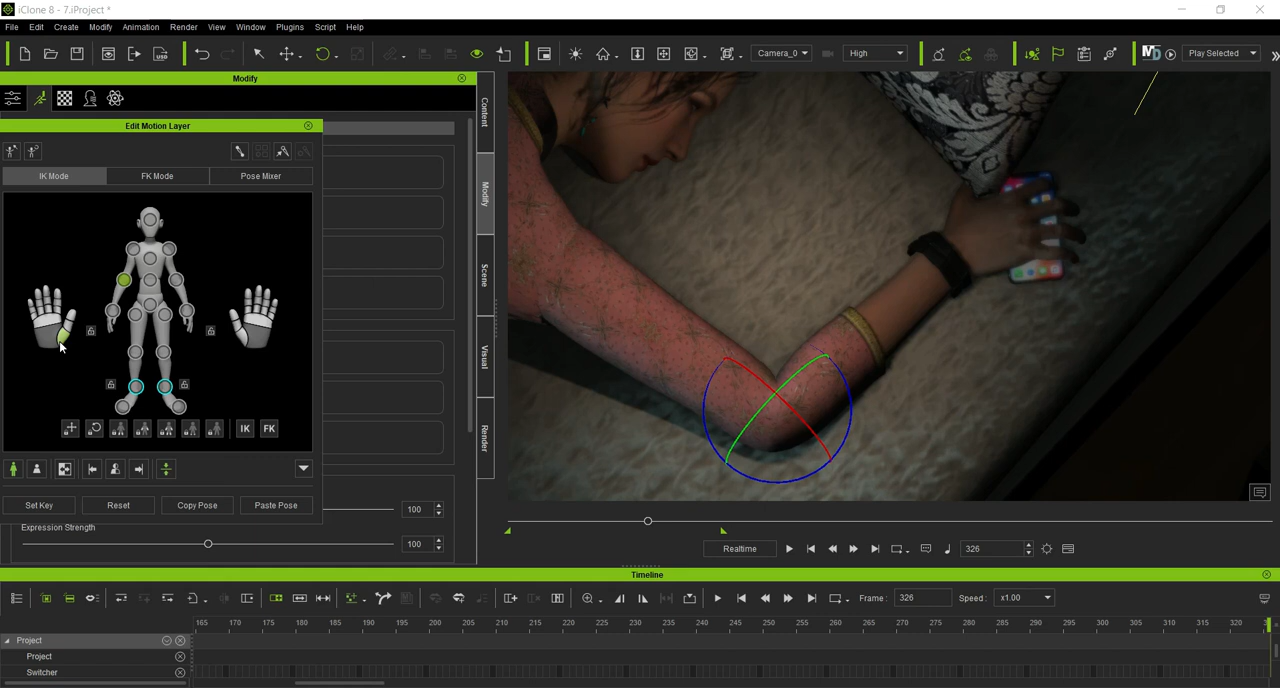 iClone 8 - 7.iProject *
File Edit Create Modify Animation Render View Window Plugins Script Help
USD
Camera_0
High
Play Selected
Modify
Content
Modify
Scene
Visual
Render
Edit Motion Layer
IK Mode FK Mode Pose Mixer
IK FK
Set Key Reset Copy Pose Paste Pose
100
Expression Strength
100
Realtime
326
Timeline
Frame : 326 Speed : x1.00
165 170 175 180 185 190 195 200 205 210 215 220 225 230 235 240 245 250 255 260 265 270 275 280 285 290 295 300 305 310 315 320
Project
Project
Switcher